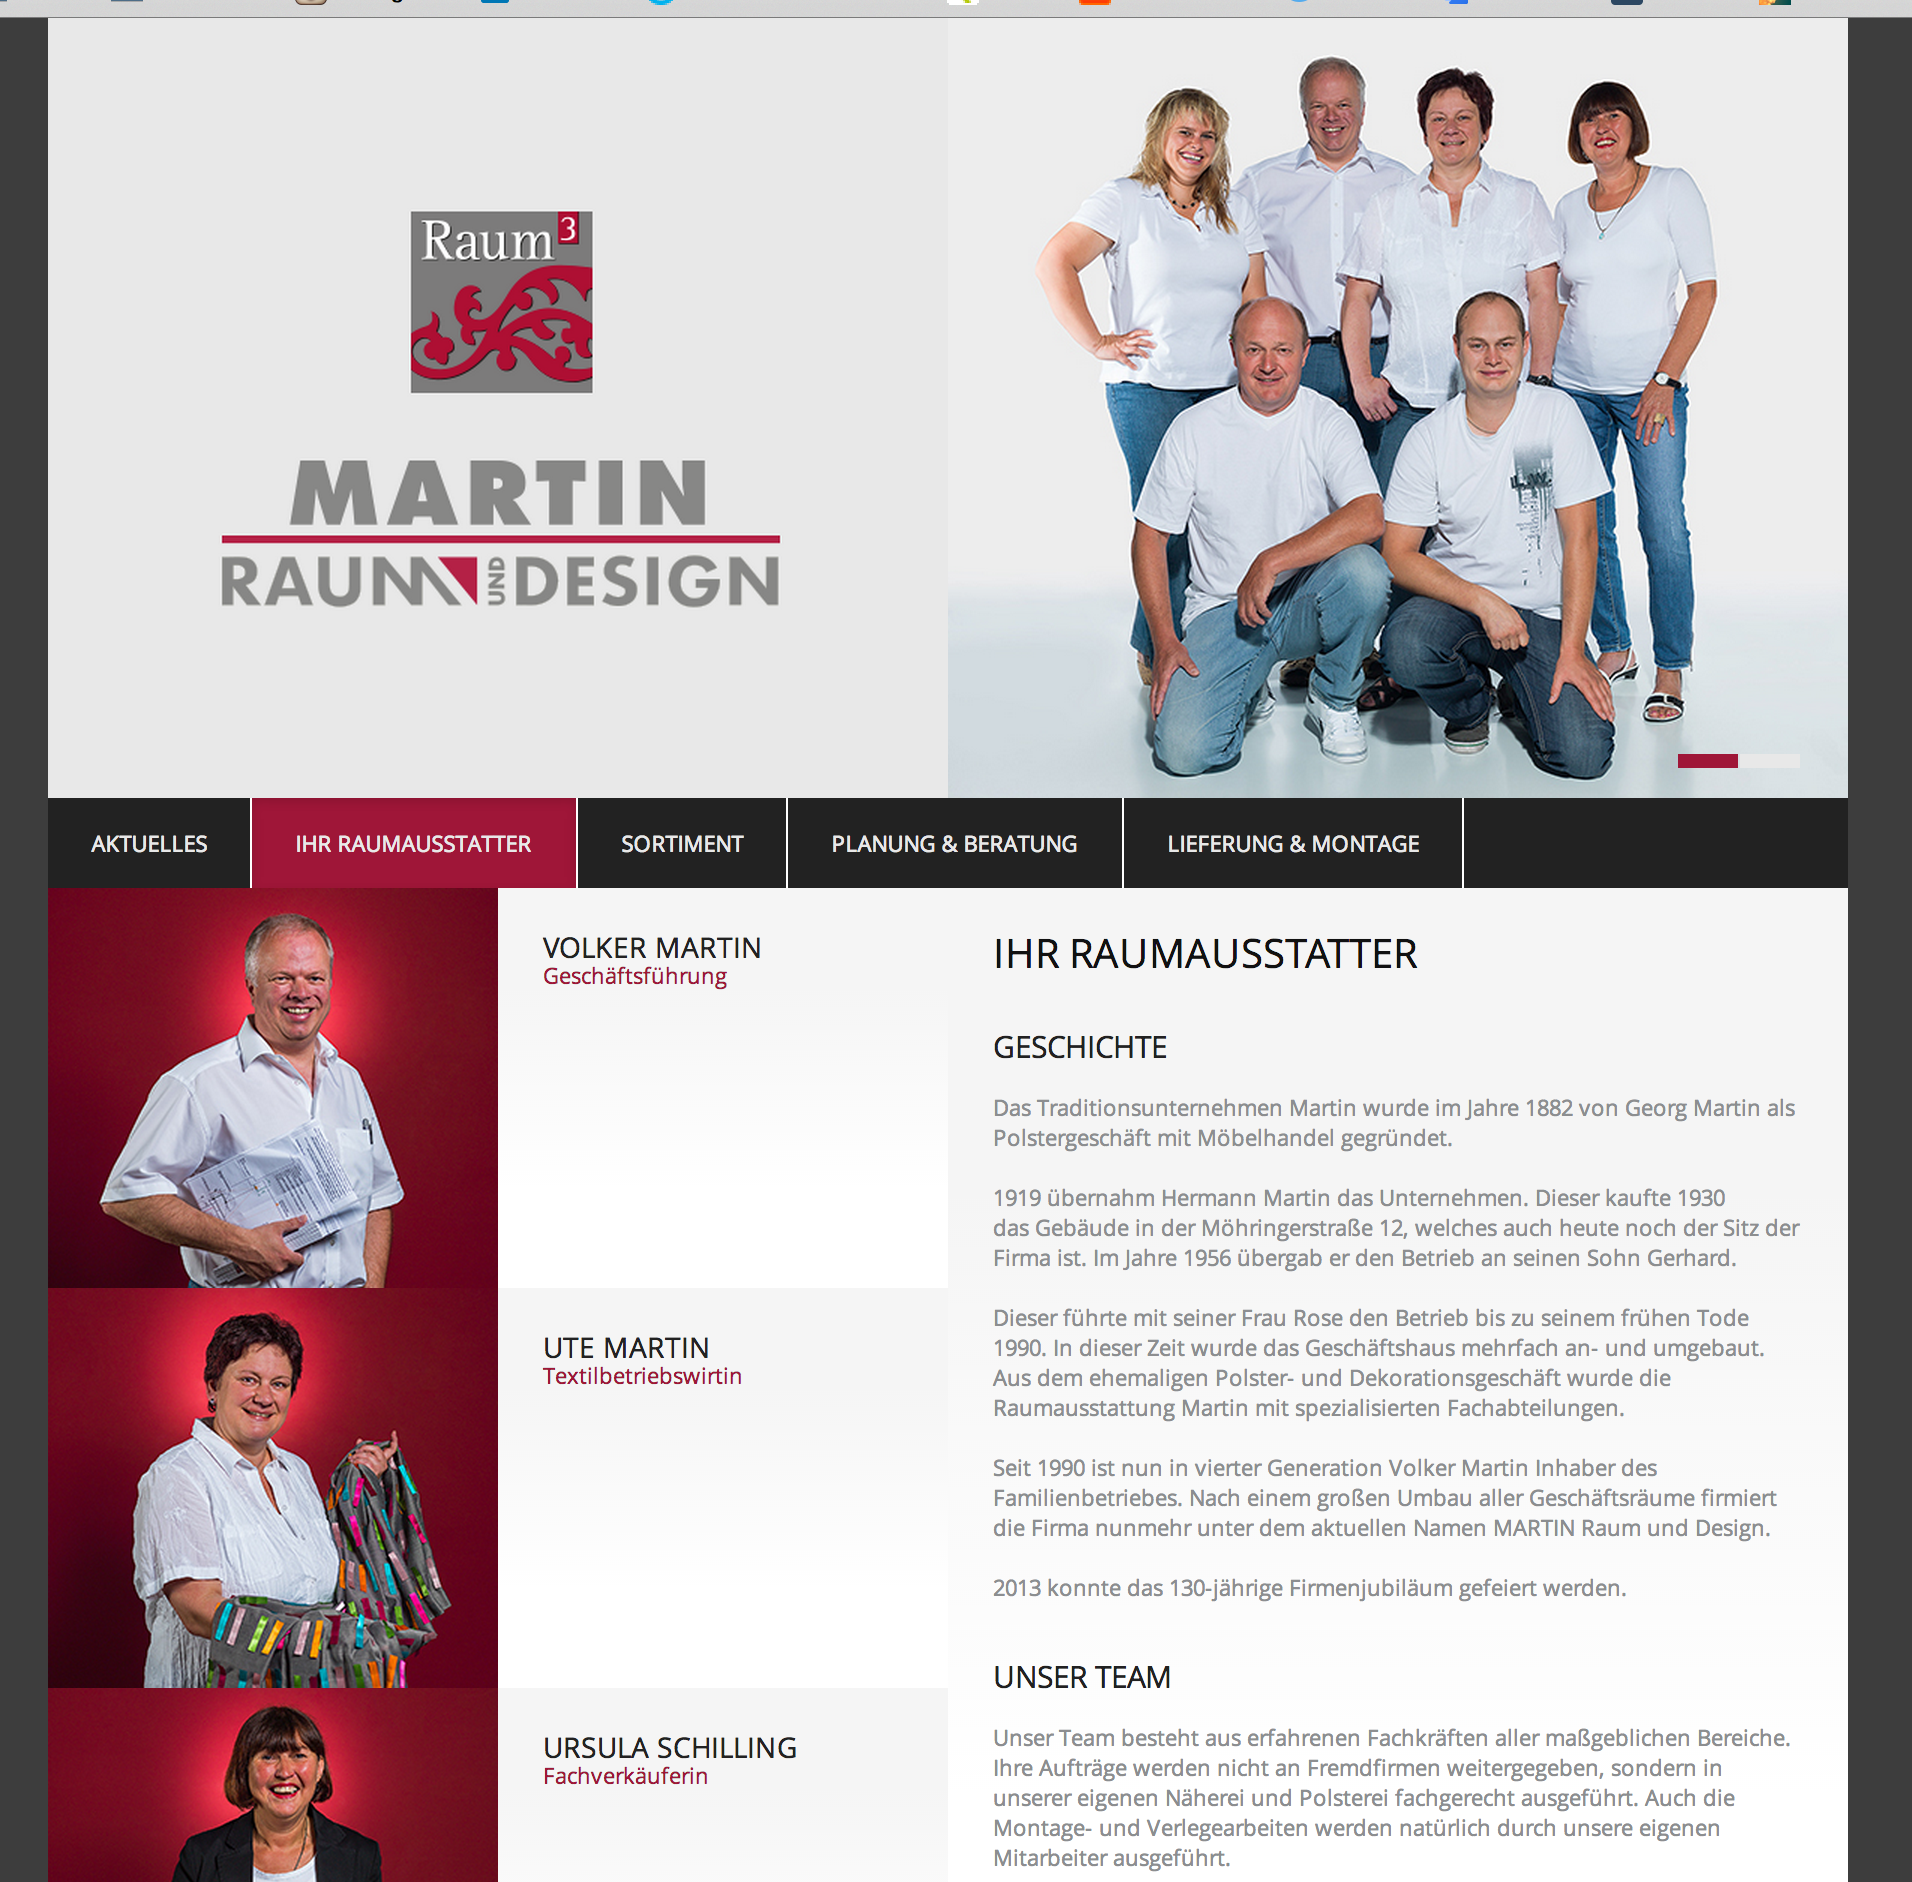 Raum³
MARTIN
RAUM UND DESIGN
L.W.
AKTUELLES
IHR RAUMAUSSTATTER
SORTIMENT
PLANUNG & BERATUNG
LIEFERUNG & MONTAGE
VOLKER MARTIN
Geschäftsführung
UTE MARTIN
Textilbetriebswirtin
URSULA SCHILLING
Fachverkäuferin
IHR RAUMAUSSTATTER
GESCHICHTE
Das Traditionsunternehmen Martin wurde im Jahre 1882 von Georg Martin als
Polstergeschäft mit Möbelhandel gegründet.
1919 übernahm Hermann Martin das Unternehmen. Dieser kaufte 1930
das Gebäude in der Möhringerstraße 12, welches auch heute noch der Sitz der
Firma ist. Im Jahre 1956 übergab er den Betrieb an seinen Sohn Gerhard.
Dieser führte mit seiner Frau Rose den Betrieb bis zu seinem frühen Tode
1990. In dieser Zeit wurde das Geschäftshaus mehrfach an- und umgebaut.
Aus dem ehemaligen Polster- und Dekorationsgeschäft wurde die
Raumausstattung Martin mit spezialisierten Fachabteilungen.
Seit 1990 ist nun in vierter Generation Volker Martin Inhaber des
Familienbetriebes. Nach einem großen Umbau aller Geschäftsräume firmiert
die Firma nunmehr unter dem aktuellen Namen MARTIN Raum und Design.
2013 konnte das 130-jährige Firmenjubiläum gefeiert werden.
UNSER TEAM
Unser Team besteht aus erfahrenen Fachkräften aller maßgeblichen Bereiche.
Ihre Aufträge werden nicht an Fremdfirmen weitergegeben, sondern in
unserer eigenen Näherei und Polsterei fachgerecht ausgeführt. Auch die
Montage- und Verlegearbeiten werden natürlich durch unsere eigenen
Mitarbeiter ausgeführt.